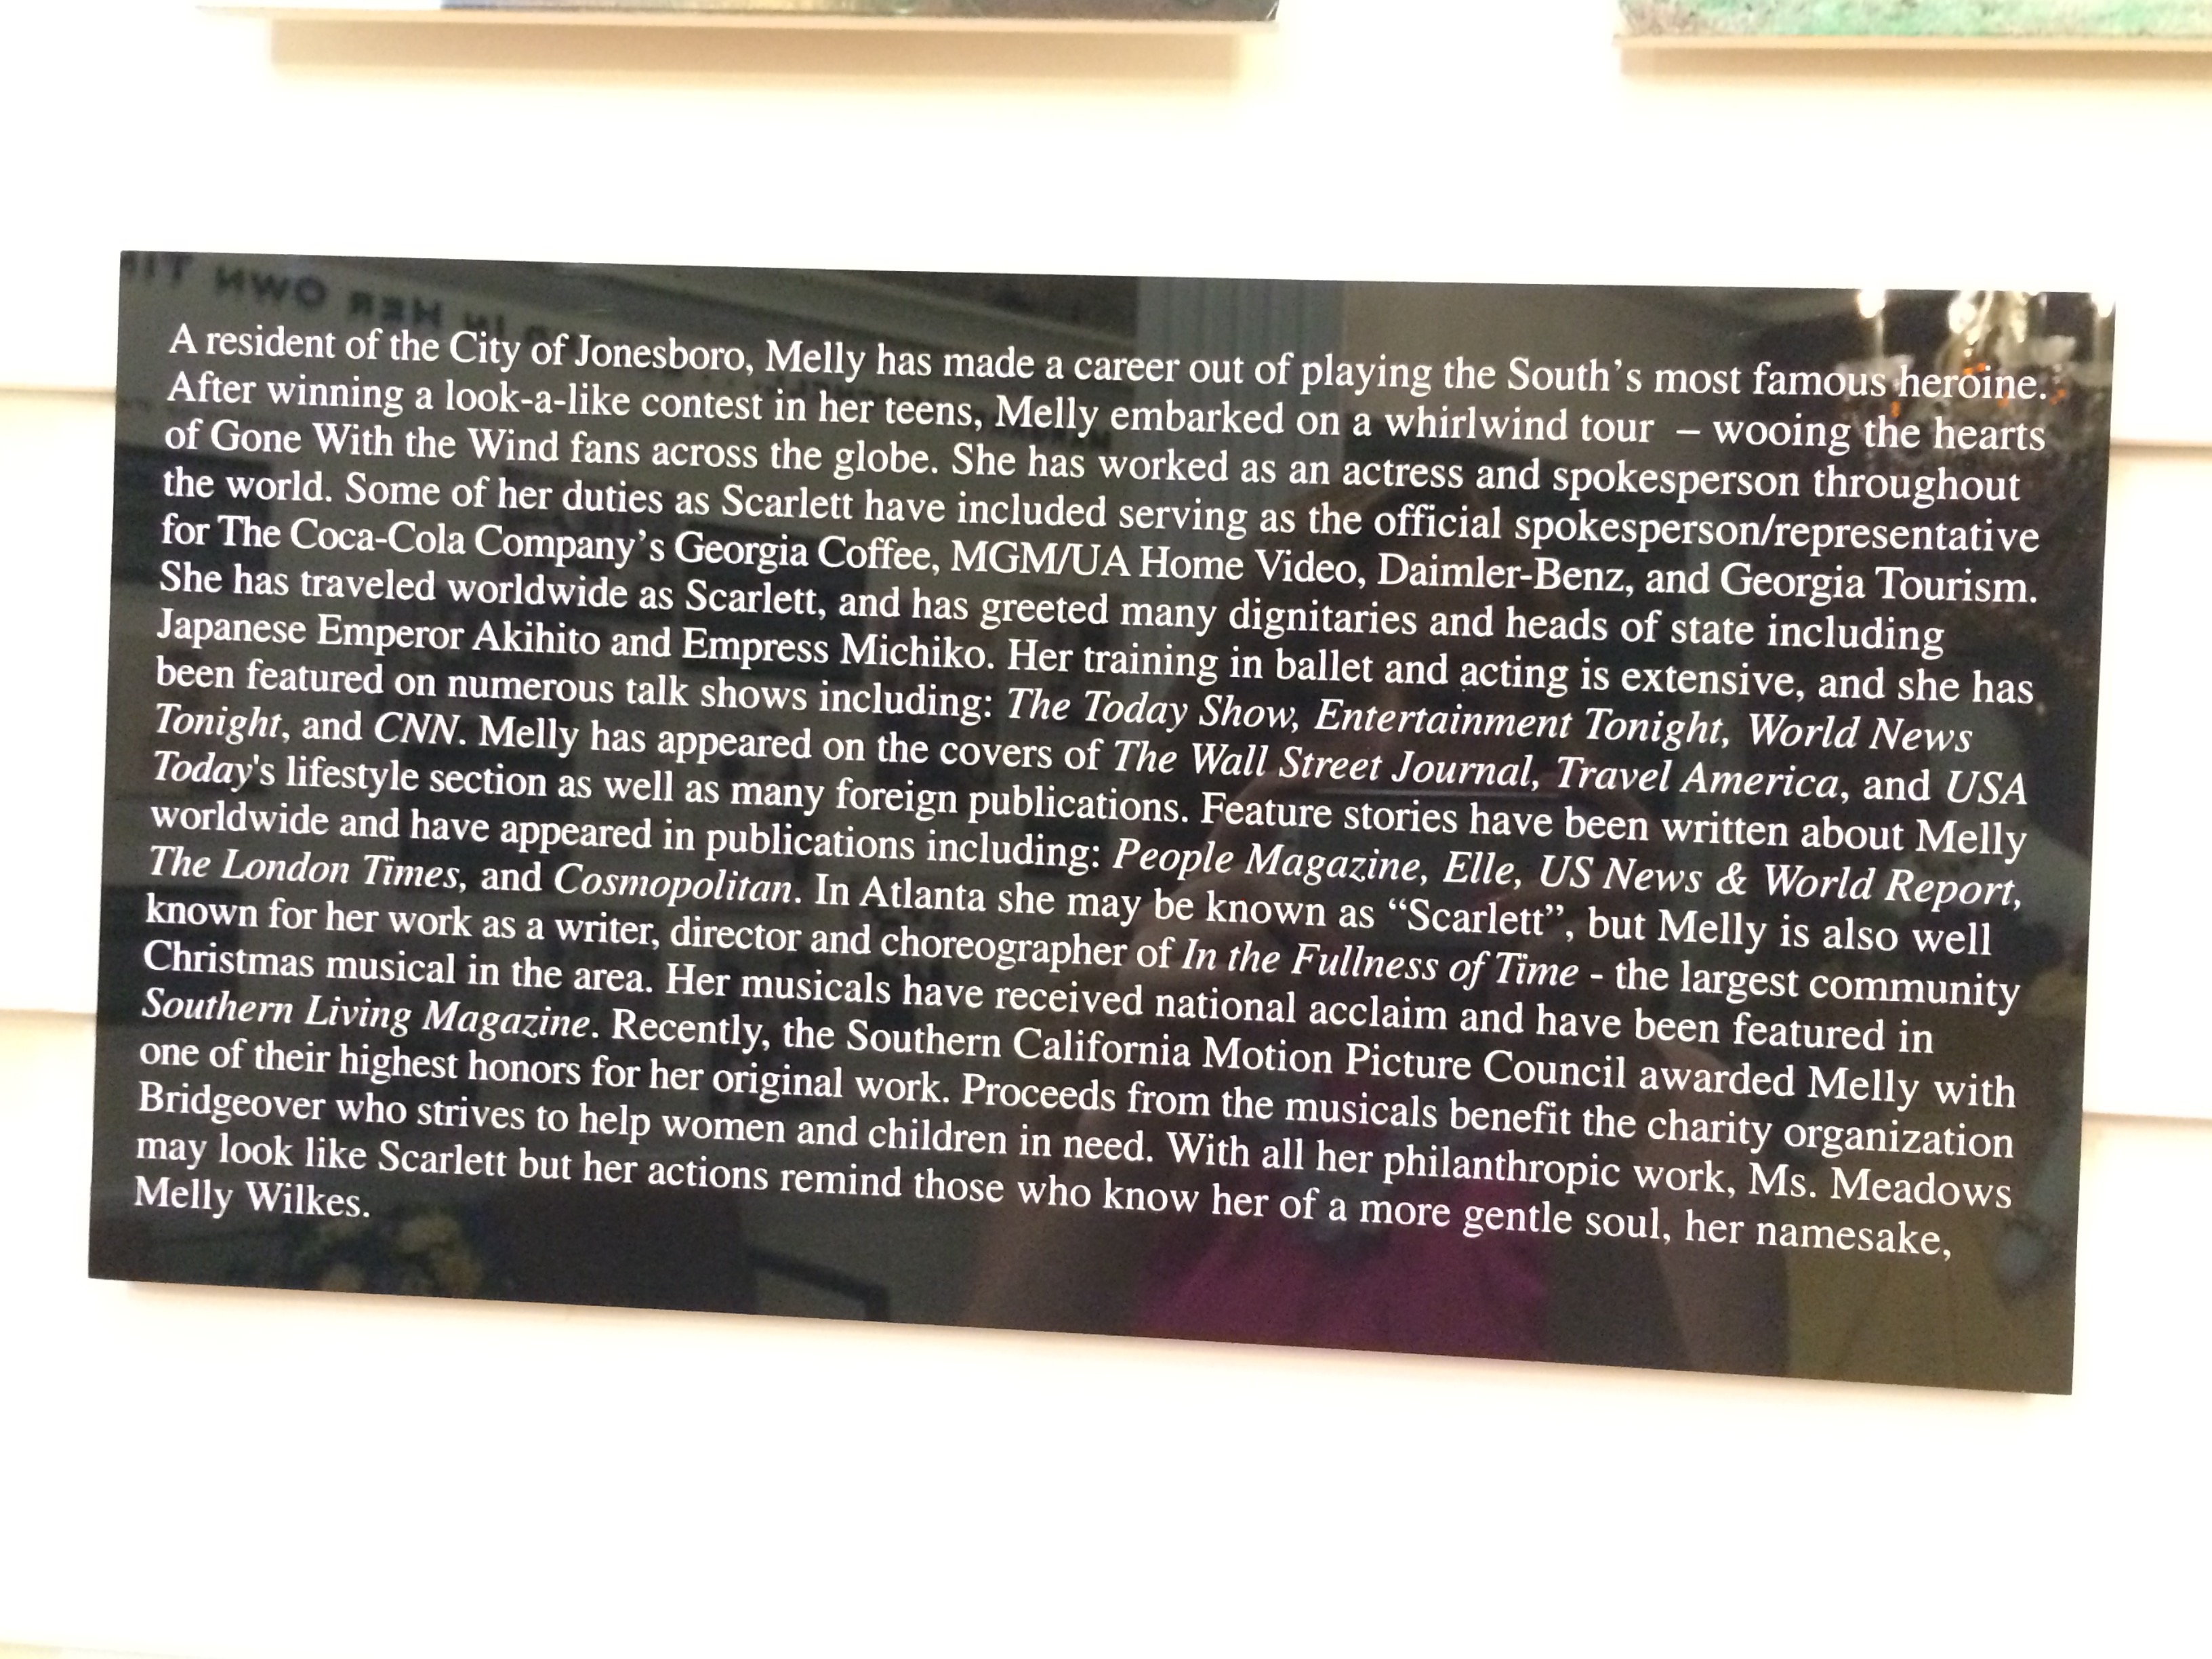 A resident of the City of Jonesboro, Melly has made a career out of playing the South's most famous heroine.
After winning a look-a-like contest in her teens, Melly embarked on a whirlwind tour – wooing the hearts
of Gone With the Wind fans across the globe. She has worked as an actress and spokesperson throughout
the world. Some of her duties as Scarlett have included serving as the official spokesperson/representative
for The Coca-Cola Company's Georgia Coffee, MGM/UA Home Video, Daimler-Benz, and Georgia Tourism.
She has traveled worldwide as Scarlett, and has greeted many dignitaries and heads of state including
Japanese Emperor Akihito and Empress Michiko. Her training in ballet and acting is extensive, and she has
been featured on numerous talk shows including: The Today Show, Entertainment Tonight, World News
Tonight, and CNN. Melly has appeared on the covers of The Wall Street Journal, Travel America, and USA
Today's lifestyle section as well as many foreign publications. Feature stories have been written about Melly
worldwide and have appeared in publications including: People Magazine, Elle, US News & World Report,
The London Times, and Cosmopolitan. In Atlanta she may be known as “Scarlett”, but Melly is also well
known for her work as a writer, director and choreographer of In the Fullness of Time - the largest community
Christmas musical in the area. Her musicals have received national acclaim and have been featured in
Southern Living Magazine. Recently, the Southern California Motion Picture Council awarded Melly with
one of their highest honors for her original work. Proceeds from the musicals benefit the charity organization
Bridgeover who strives to help women and children in need. With all her philanthropic work, Ms. Meadows
may look like Scarlett but her actions remind those who know her of a more gentle soul, her namesake,
Melly Wilkes.